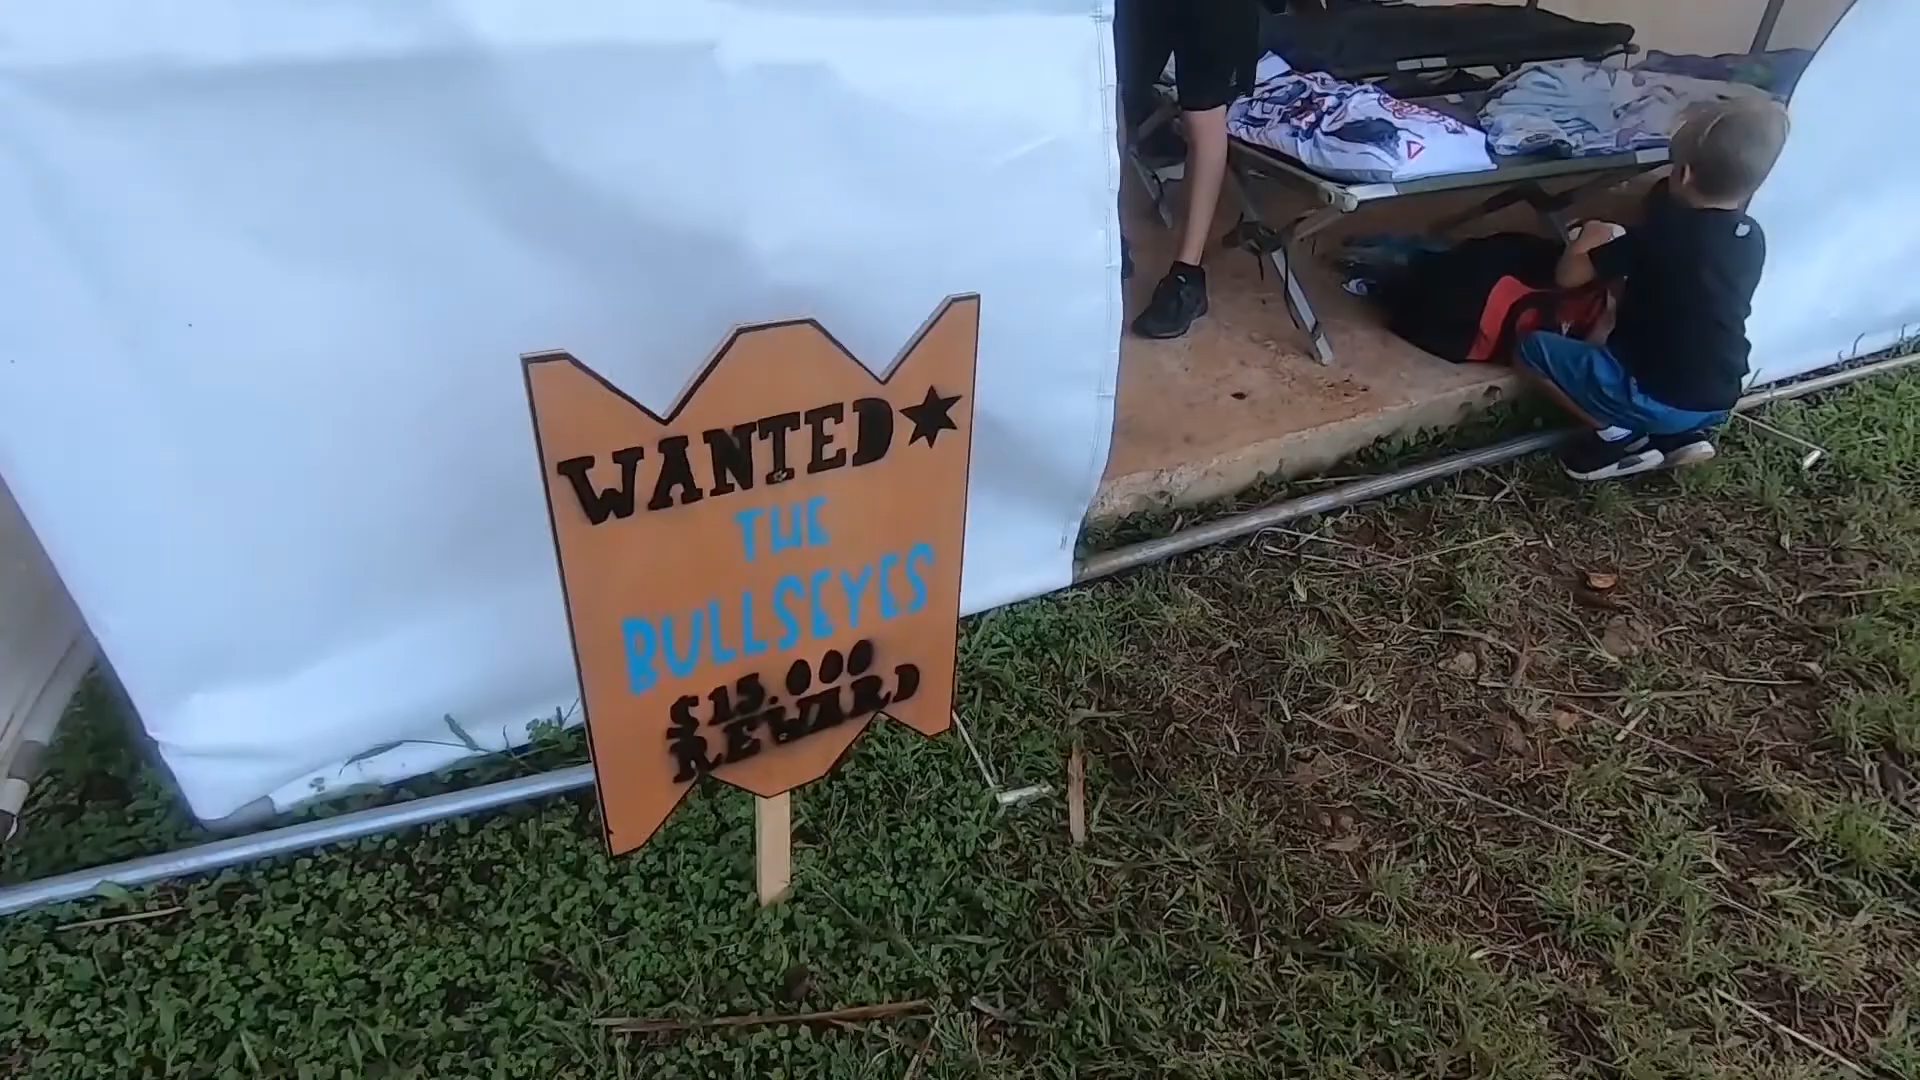 WANTED
THE
BULLSEYES
$15.000
REWARD